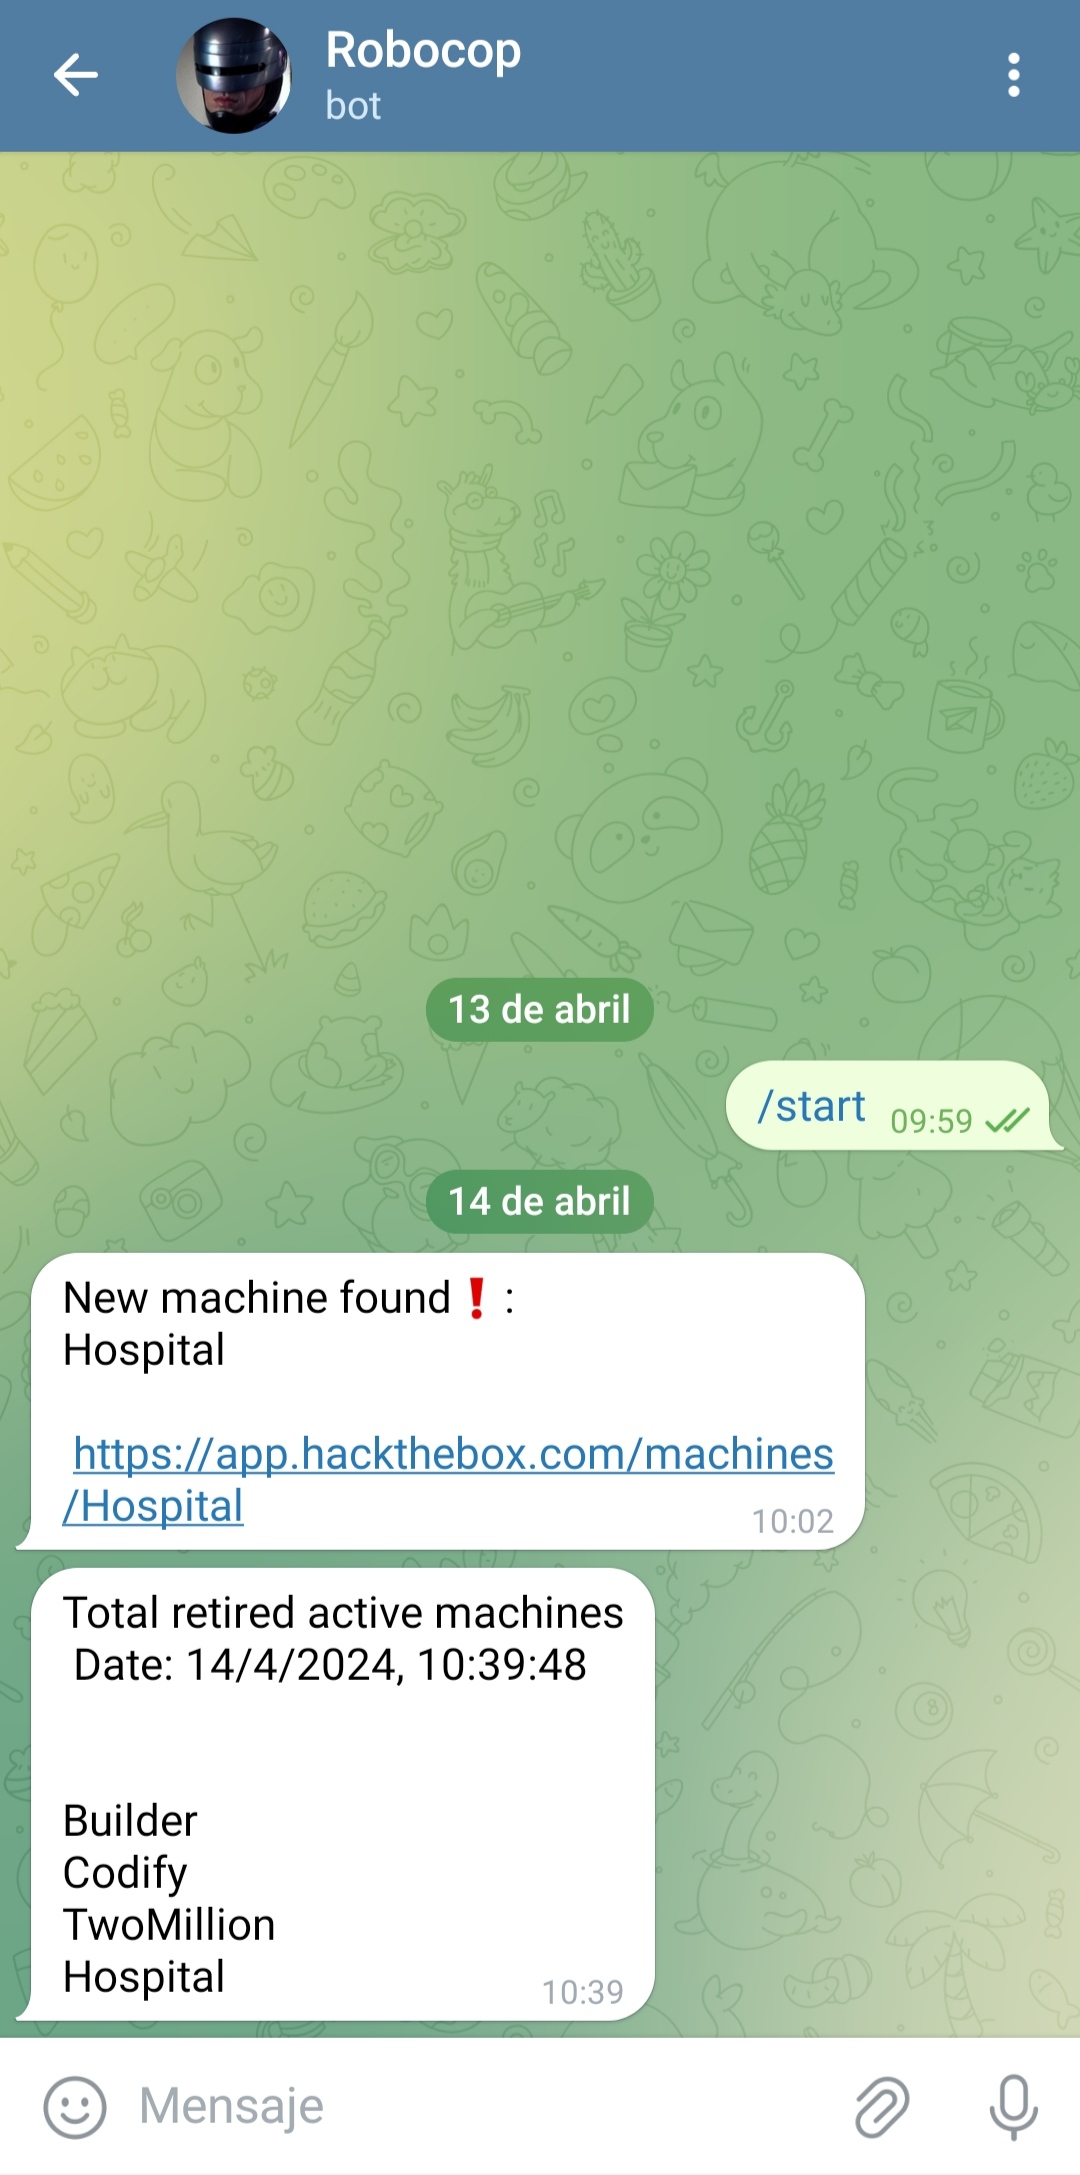 Robocop
bot
13 de abril
/start 09:59
14 de abril
New machine found❗:
Hospital
https://app.hackthebox.com/machines
/Hospital
10:02
Total retired active machines
Date: 14/4/2024, 10:39:48
Builder
Codify
TwoMillion
Hospital
10:39
Mensaje